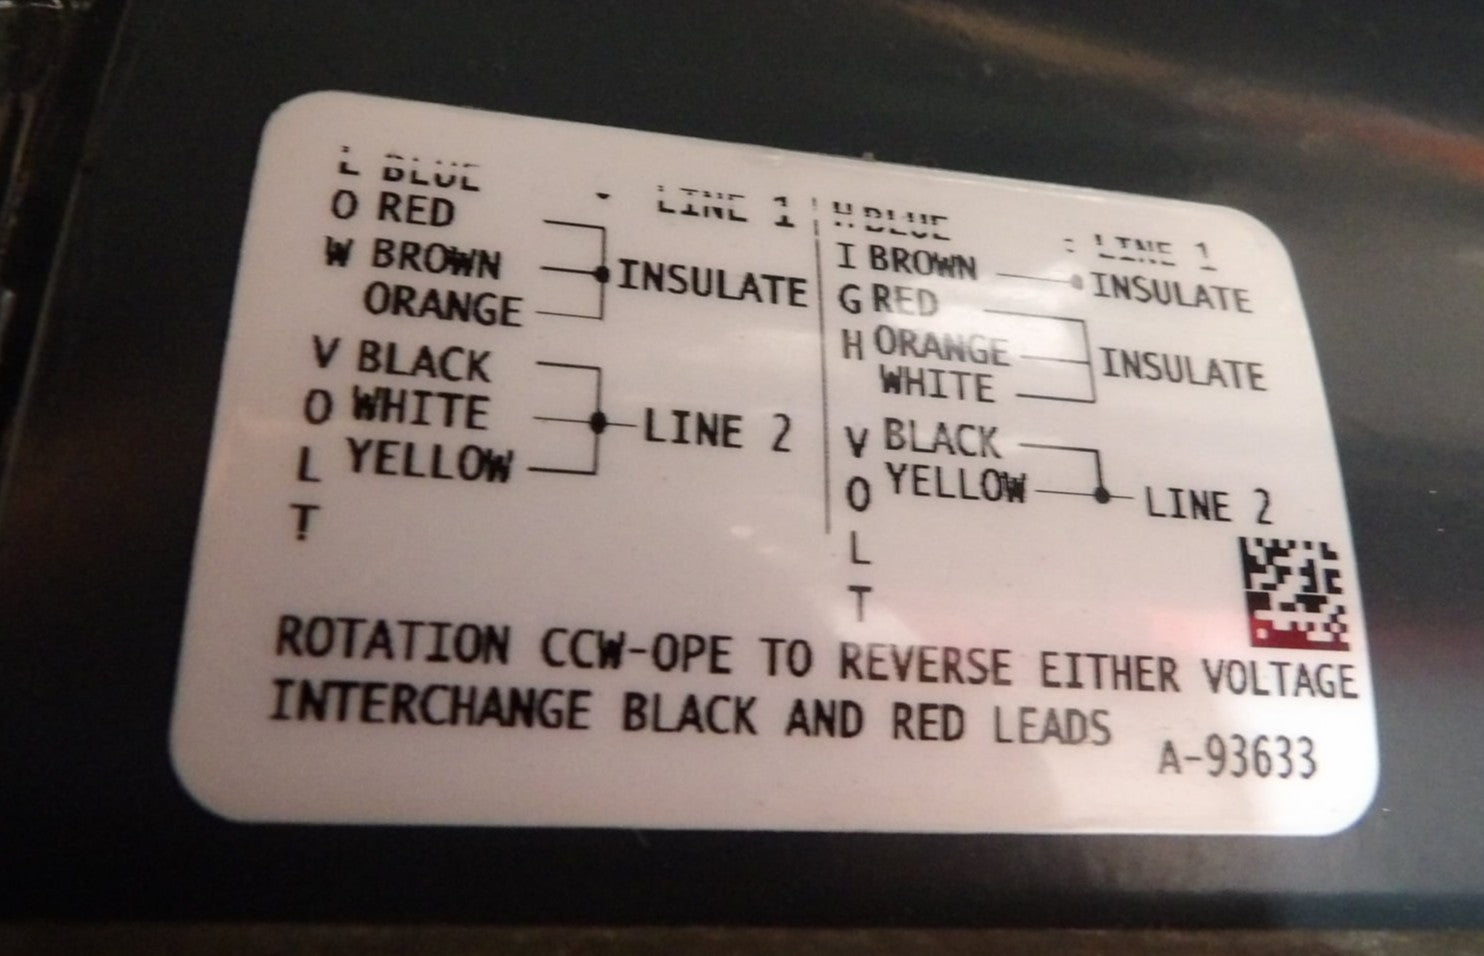 L BLUE LINE 1
O RED
W BROWN INSULATE
ORANGE
V BLACK
O WHITE LINE 2
L YELLOW
T
H BLUE LINE 1
I BROWN INSULATE
G RED
H ORANGE INSULATE
WHITE
V BLACK
O YELLOW LINE 2
L
T
ROTATION CCW-OPE TO REVERSE EITHER VOLTAGE
INTERCHANGE BLACK AND RED LEADS
A-93633